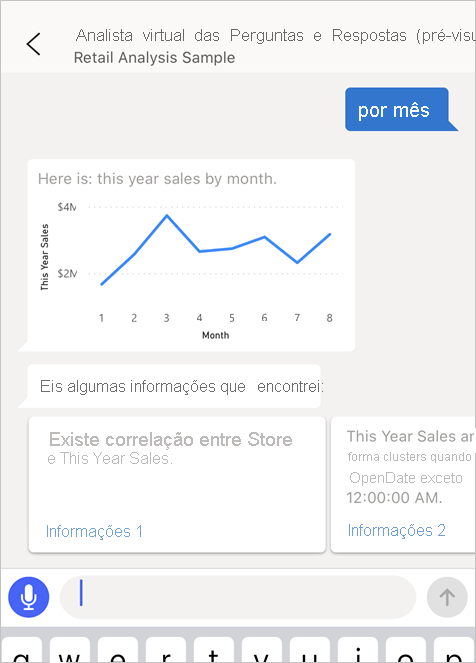 Analista virtual das Perguntas e Respostas (pré-visu
Retail Analysis Sample
por mês
Here is: this year sales by month.
$4M
$2M
This Year Sales
1 2 3 4 5 6 7 8
Month
Eis algumas informações que encontrei:
Existe correlação entre Store
e This Year Sales.
Informações 1
This Year Sales ar
forma clusters quando
OpenDate exceto
12:00:00 AM.
Informações 2
q w e r t y u i o p